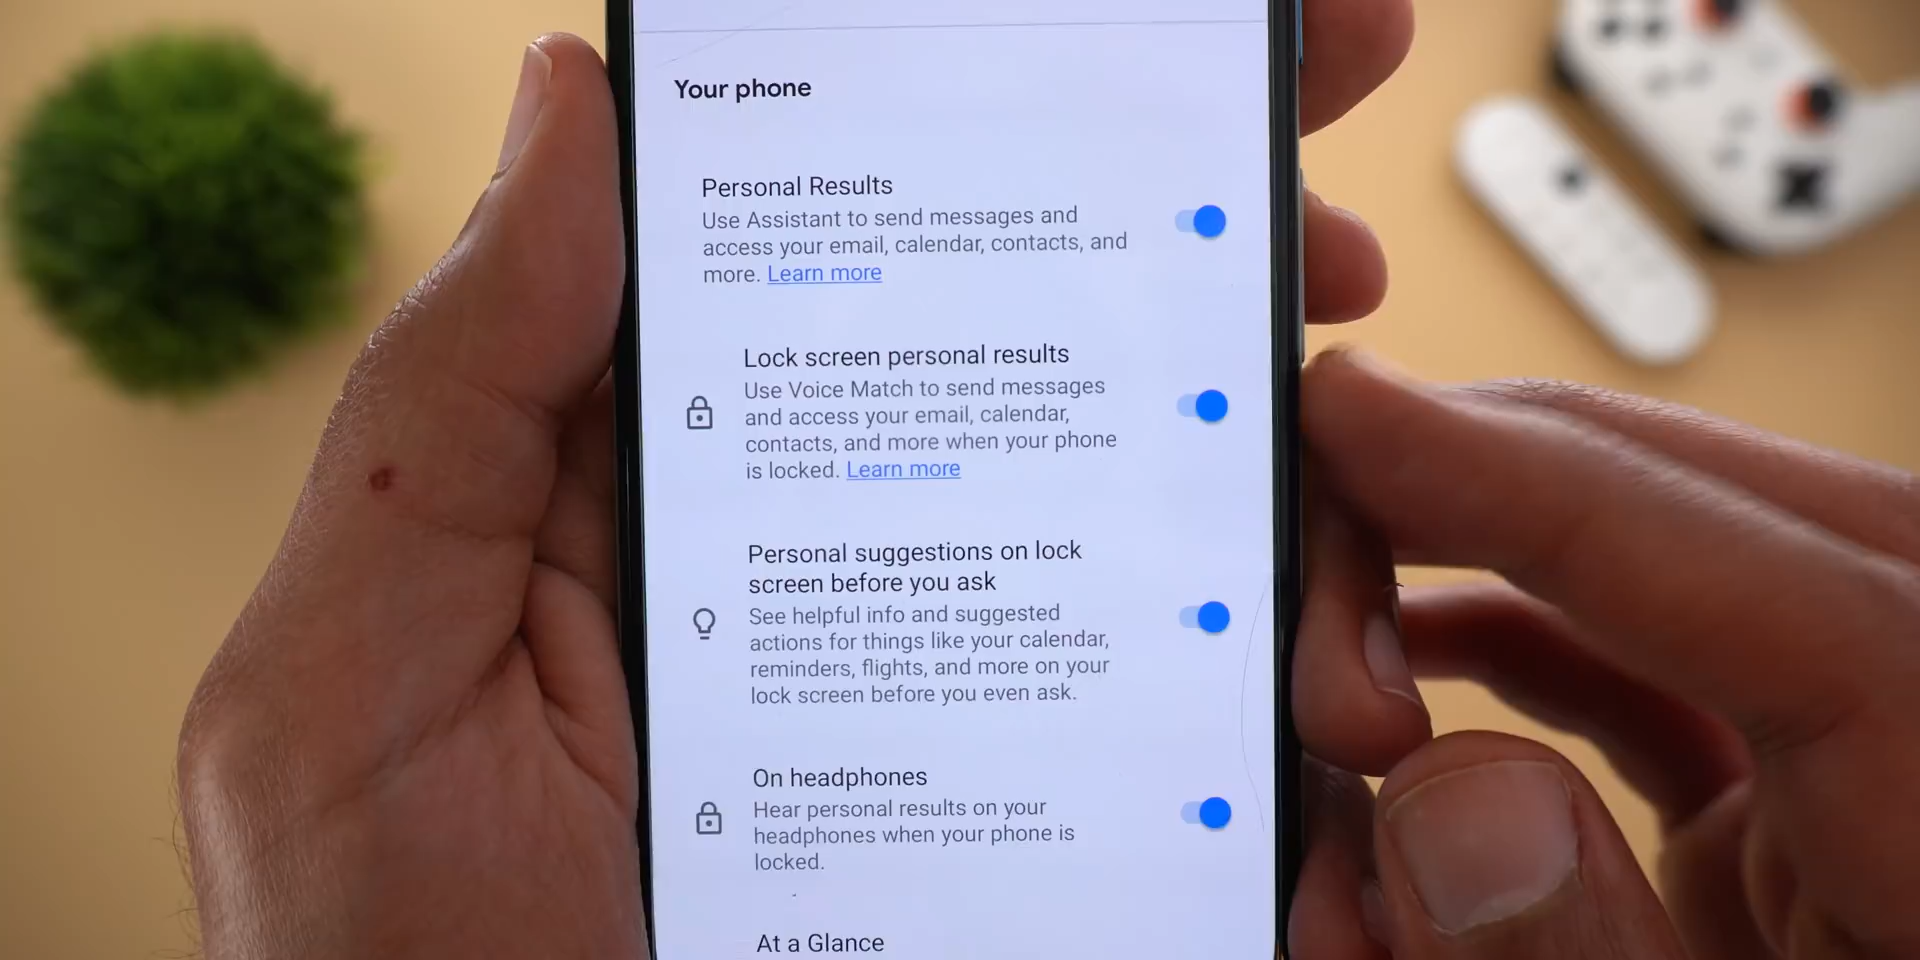 Your phone
Personal Results
Use Assistant to send messages and
access your email, calendar, contacts, and
more. Learn more
Lock screen personal results
Use Voice Match to send messages
and access your email, calendar,
contacts, and more when your phone
is locked. Learn more
Personal suggestions on lock
screen before you ask
See helpful info and suggested
actions for things like your calendar,
reminders, flights, and more on your
lock screen before you even ask.
On headphones
Hear personal results on your
headphones when your phone is
locked.
At a Glance